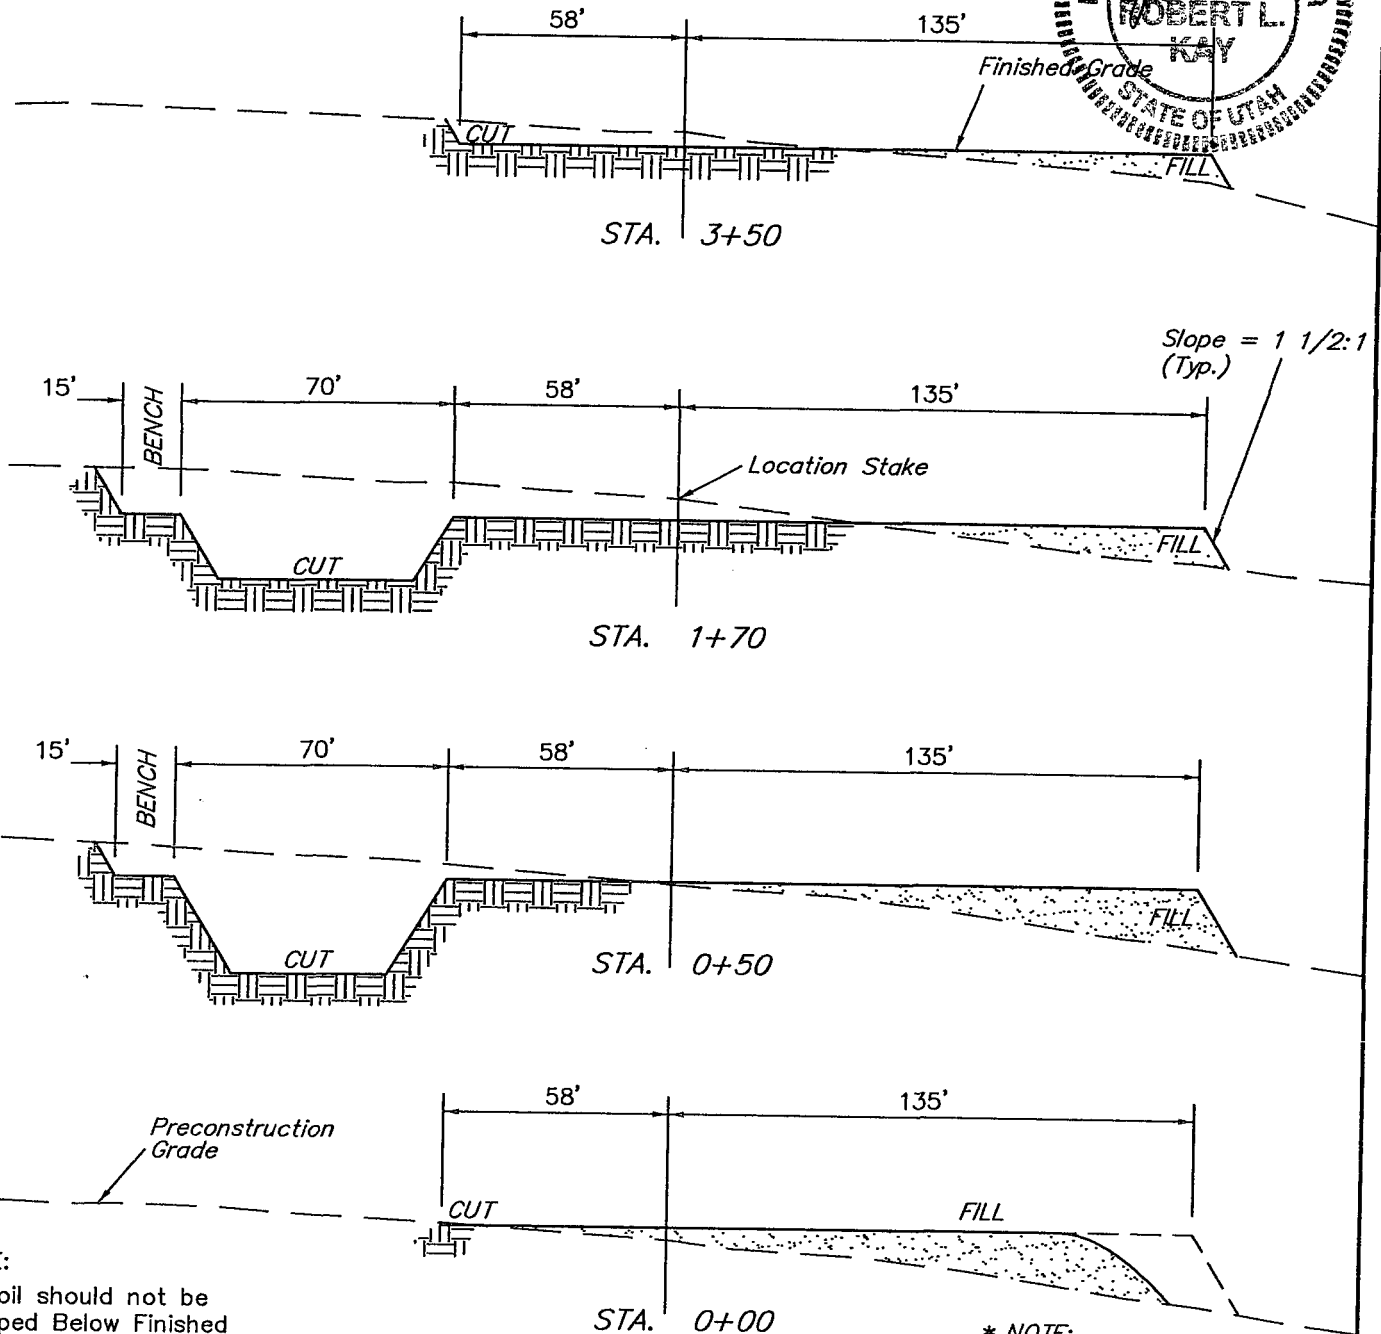 58'
135'
ROBERT L.
KAY
STATE OF UTAH
Finished Grade
CUT
FILL
STA. 3+50
Slope = 1 1/2:1
(Typ.)
15'
BENCH
70'
58'
135'
Location Stake
CUT
FILL
STA. 1+70
15'
BENCH
70'
58'
135'
CUT
FILL
STA. 0+50
58'
135'
Preconstruction
Grade
CUT
FILL
should not be
Below Finished
STA. 0+00
* NOTE: